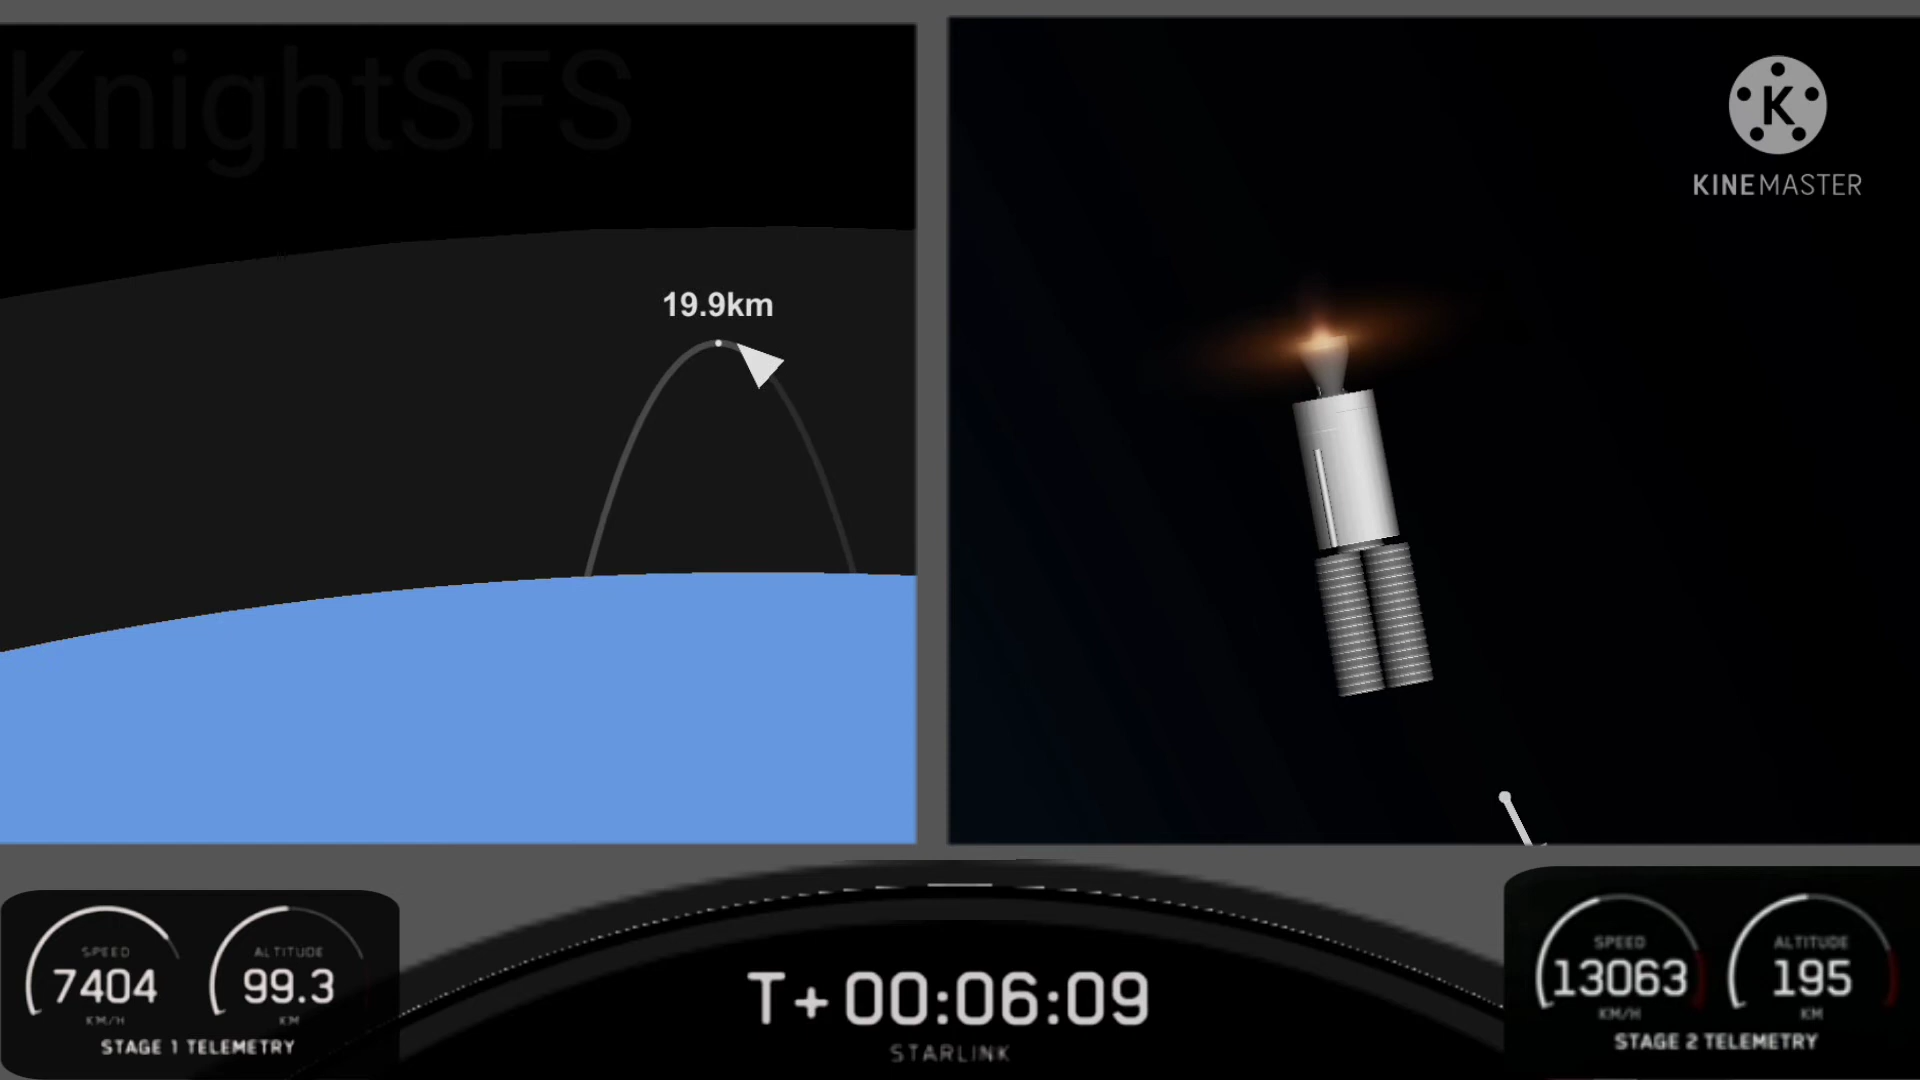 KnightSFS
K
KINEMASTER
19.9km
SPEED
7404
KM/H
ALTITUDE
99.3
KM
STAGE 1 TELEMETRY
T+00:06:09
STARLINK
SPEED
13063
KM/H
ALTITUDE
195
KM
STAGE 2 TELEMETRY